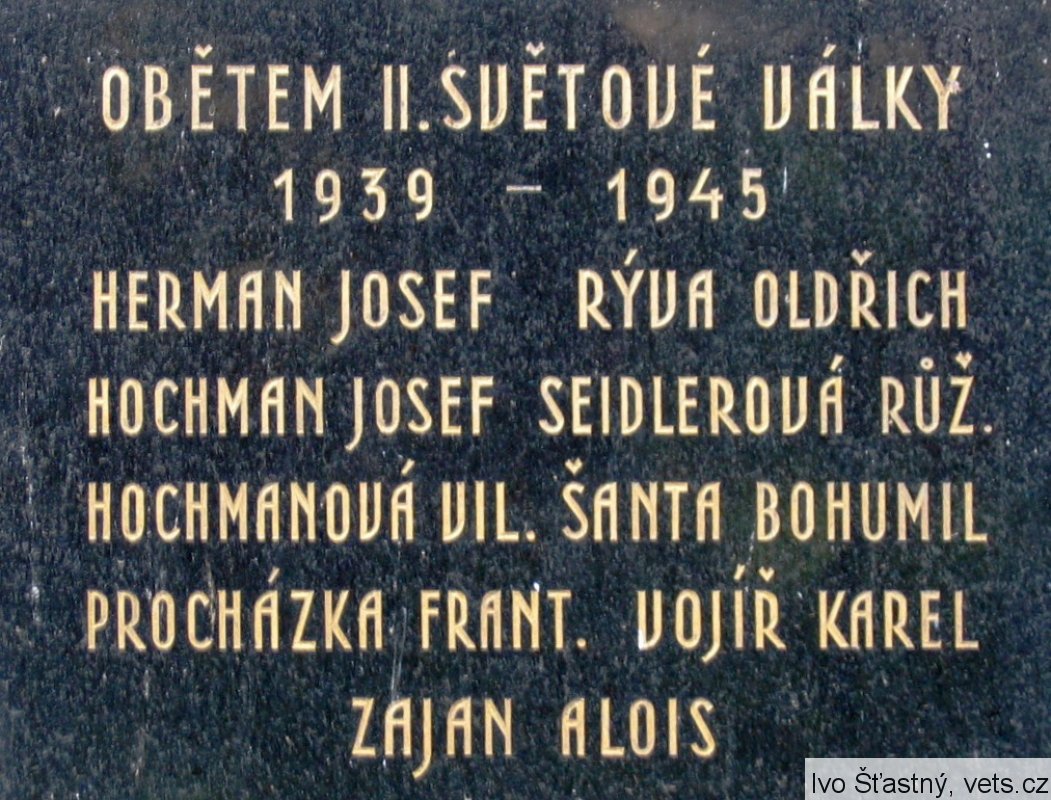 OBĚTEM II. SVĚTOVÉ VÁLKY
1939 – 1945
HERMAN JOSEF RÝVA OLDŘICH
HOCHMAN JOSEF SEIDLEROVÁ RŮŽ.
HOCHMANOVÁ VIL. ŠANTA BOHUMIL
PROCHÁZKA FRANT. VOJÍŘ KAREL
ZAJAN ALOIS
Ivo Šťastný, vets.cz